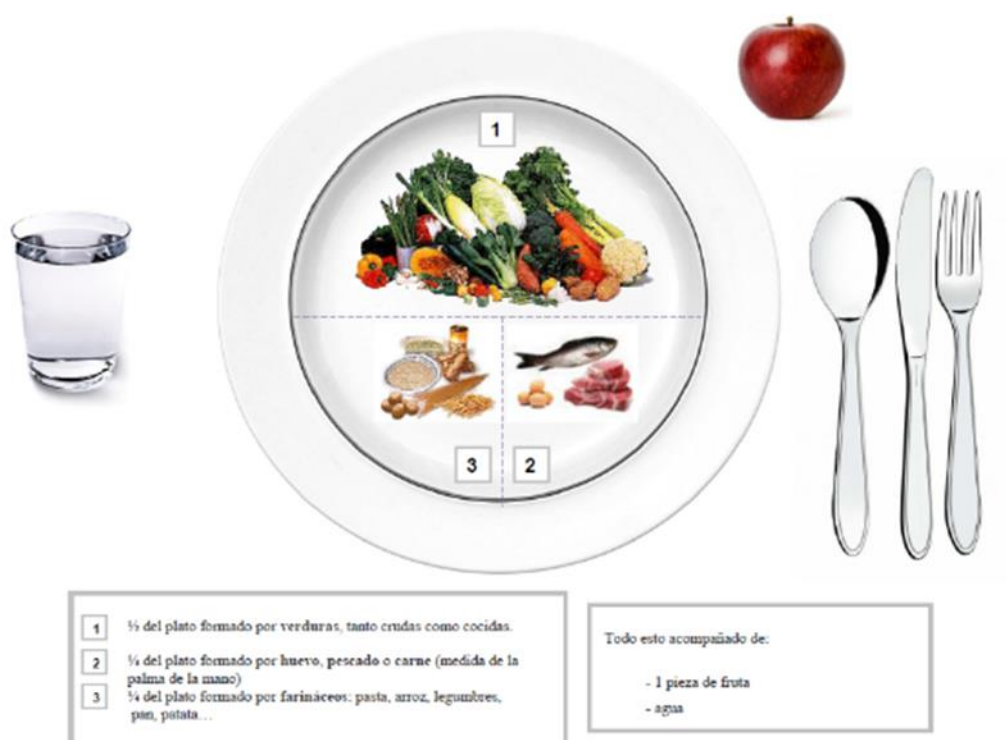 1
3
2
1 ½ del plato formado por verduras, tanto crudas como cocidas.
2 ¼ del plato formado por huevo, pescado o carne (medida de la
palma de la mano)
3 ¼ del plato formado por farináceos: pasta, arroz, legumbres,
pan, patata…
Todo esto acompañado de:
- 1 pieza de fruta
- agua